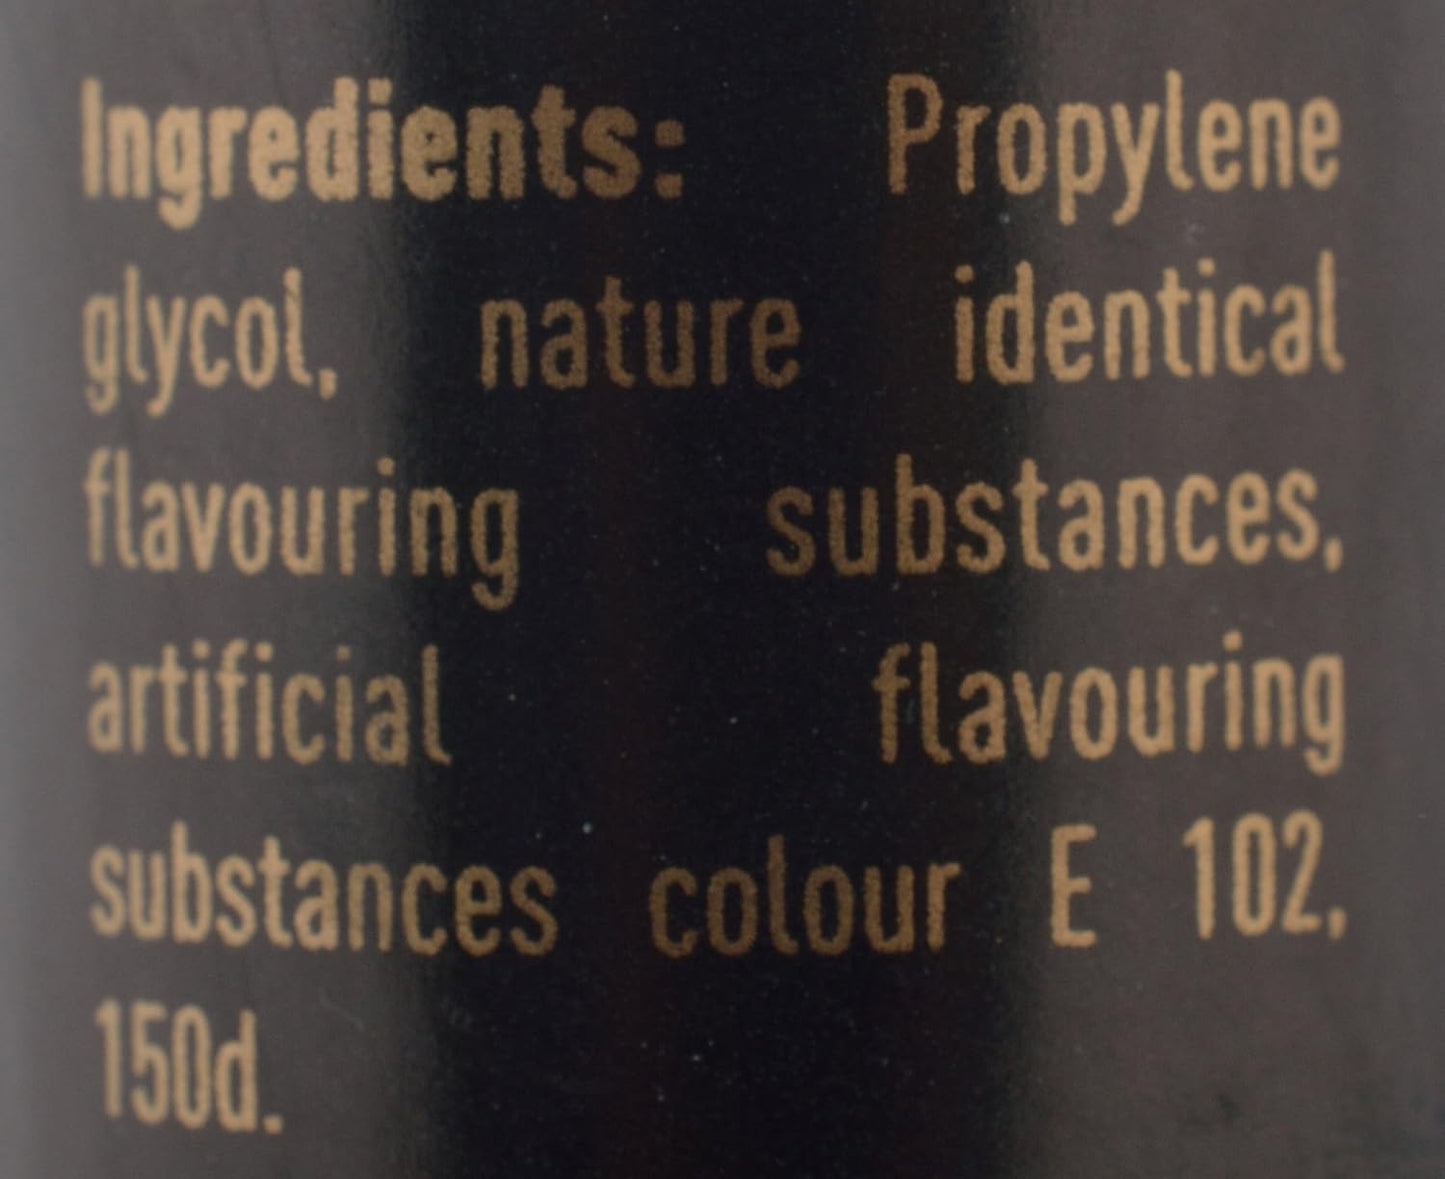 Ingredients: Propylene
glycol, nature identical
flavouring substances,
artificial flavouring
substances colour E 102,
150d.